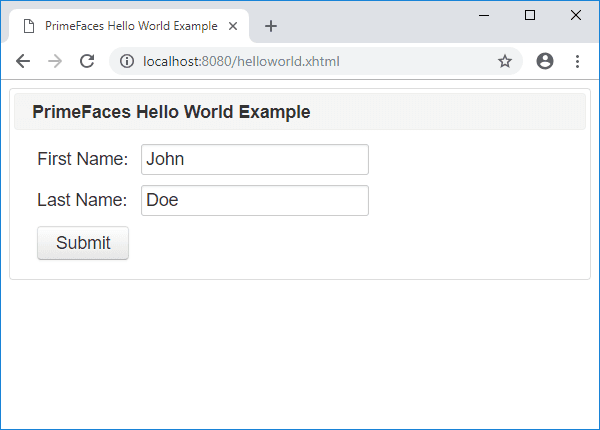 PrimeFaces Hello World Example
localhost:8080/helloworld.xhtml
PrimeFaces Hello World Example
First Name: John
Last Name: Doe
Submit